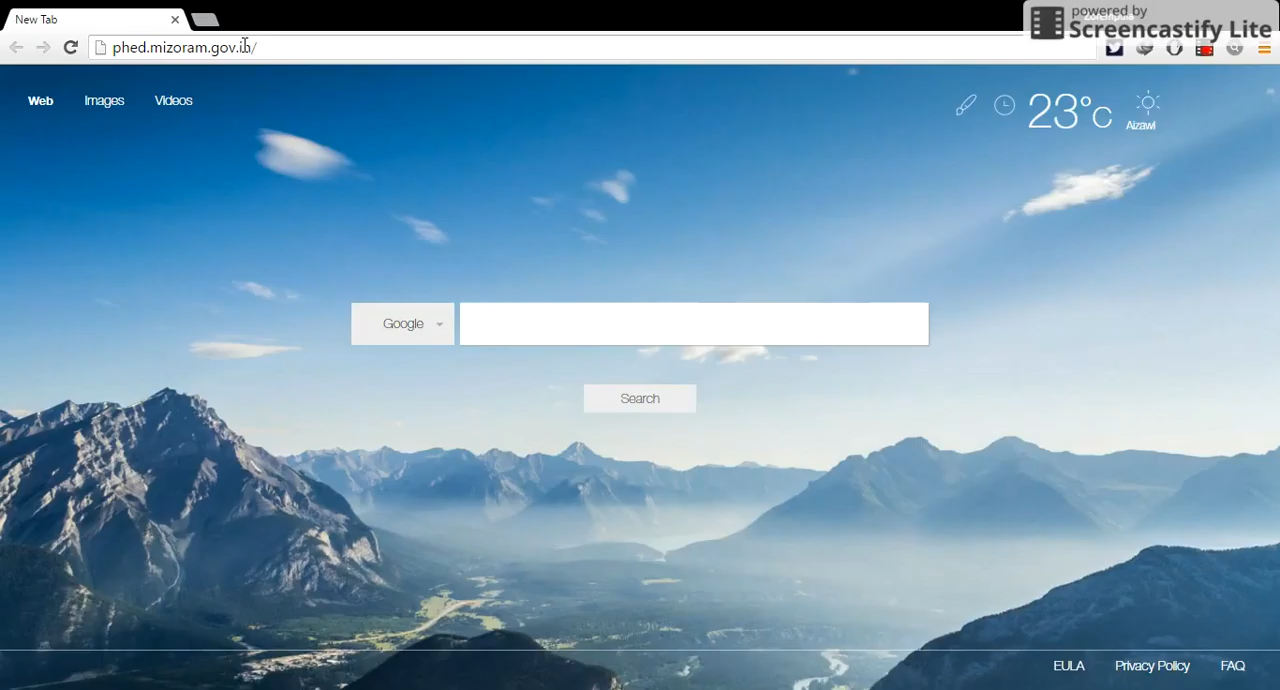 New Tab
powered by
Screencastify Lite
phed.mizoram.gov.in/
Web Images Videos
23°C
Aizawl
Google
Search
EULA Privacy Policy FAQ